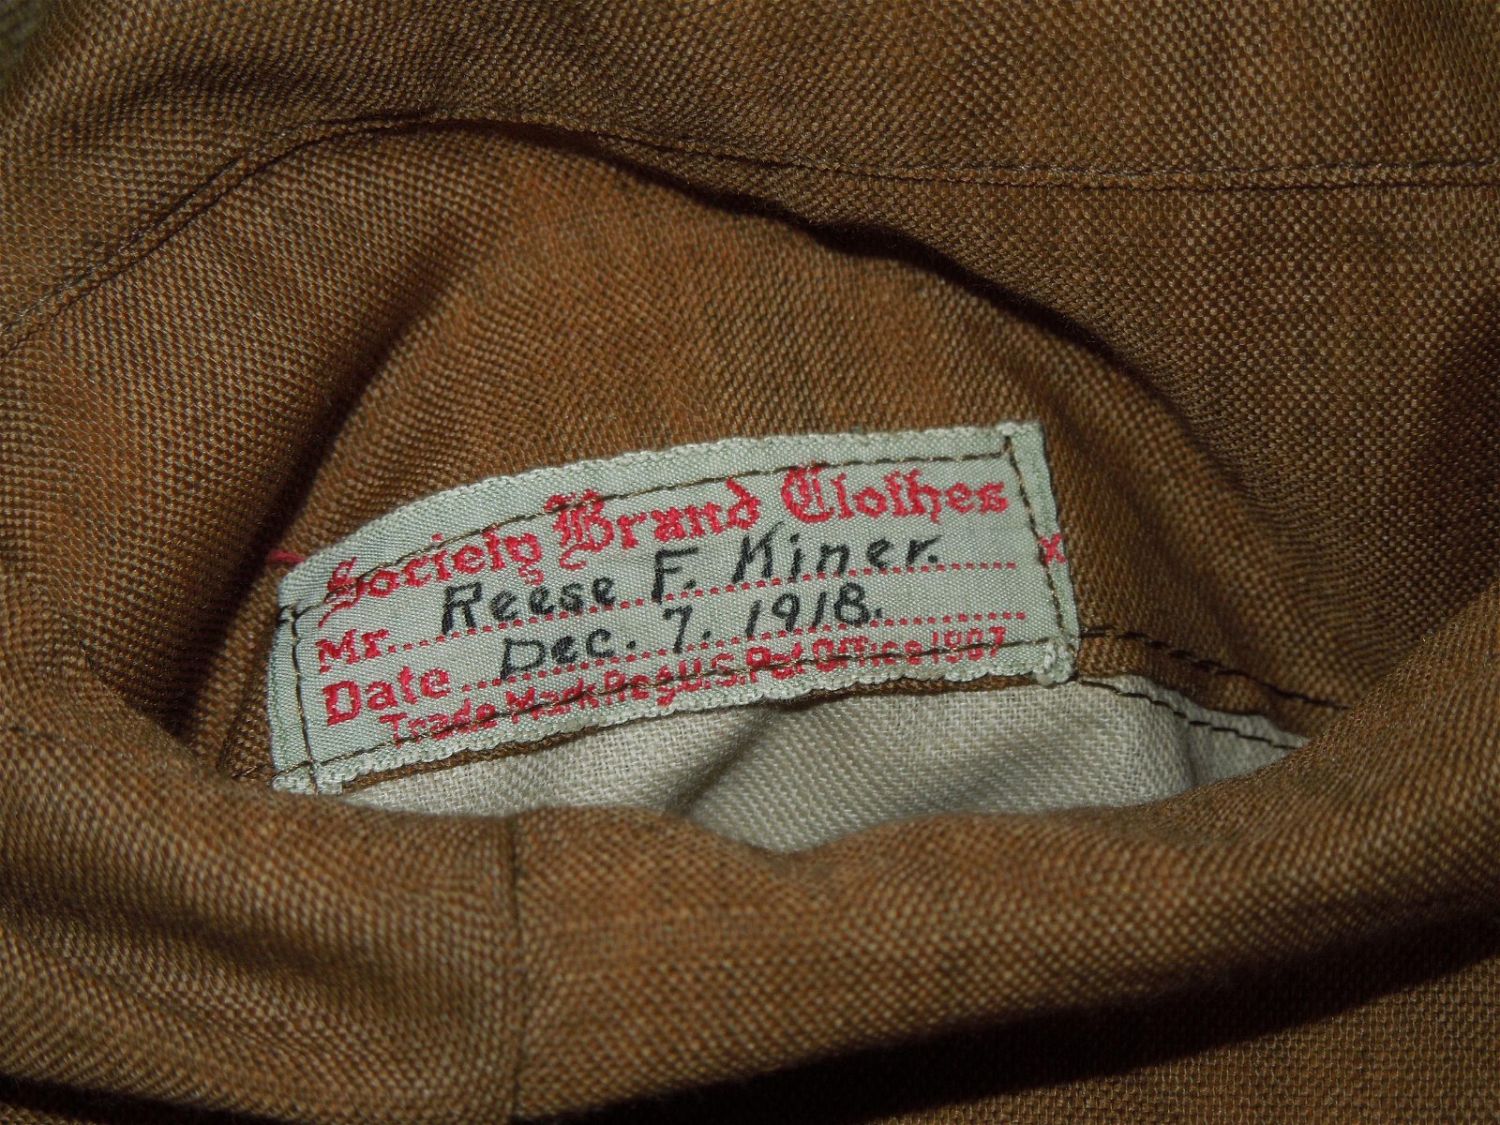 Society Brand Clothes
Mr. Reese F. Kiner.
Date Dec. 7. 1918.
Trade Mark Reg U.S. Pat Office 1907